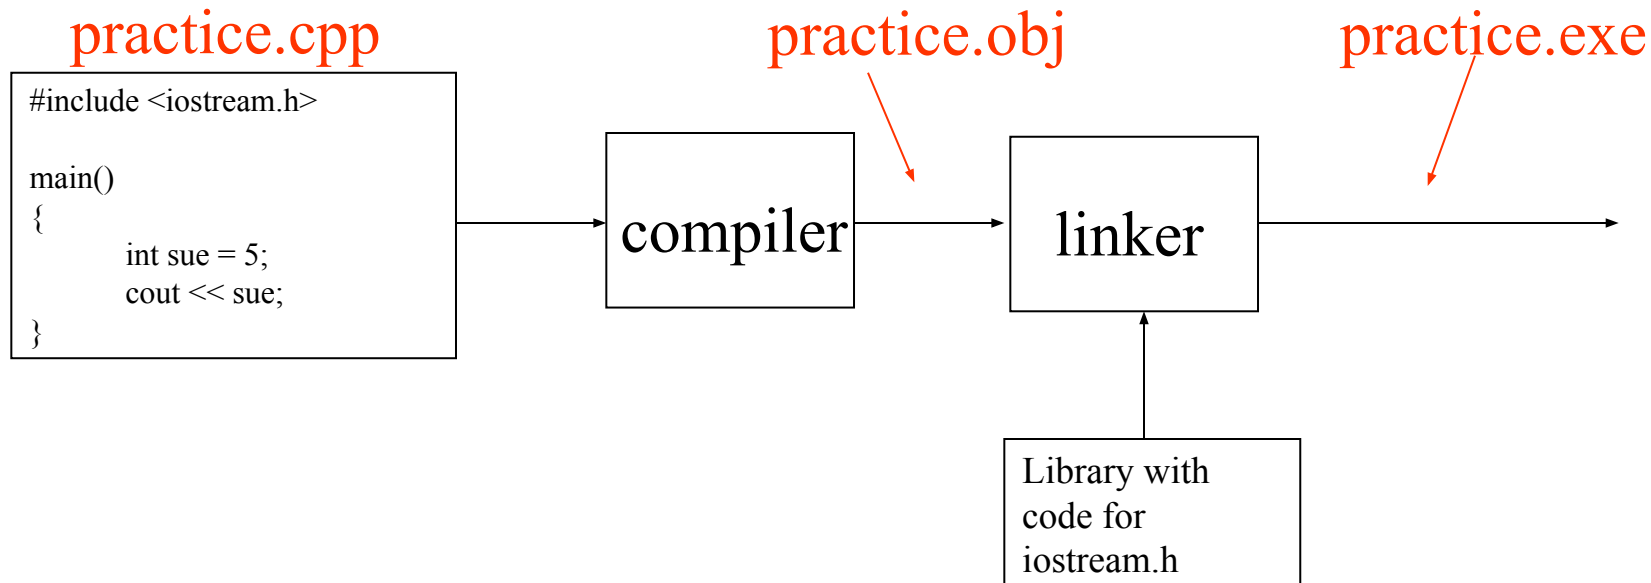 practice.cpp
practice.obj
practice.exe
#include <iostream.h>
main()
{
int sue = 5;
cout << sue;
}
compiler
linker
Library with
code for
iostream.h